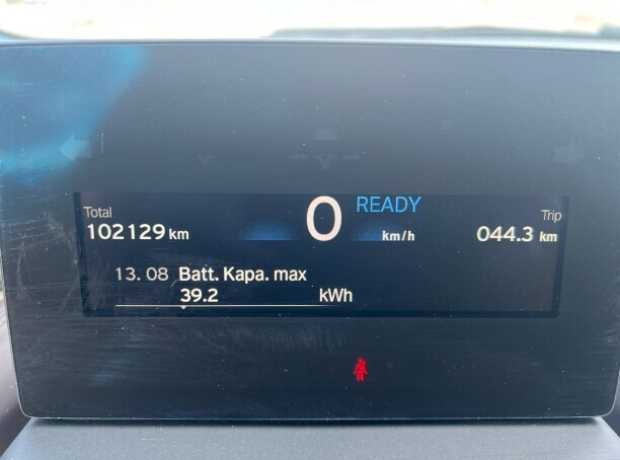 0 READY
Total
Trip
102129 km
km/h
044.3 km
13. 08 Batt. Kapa. max
39.2 kWh